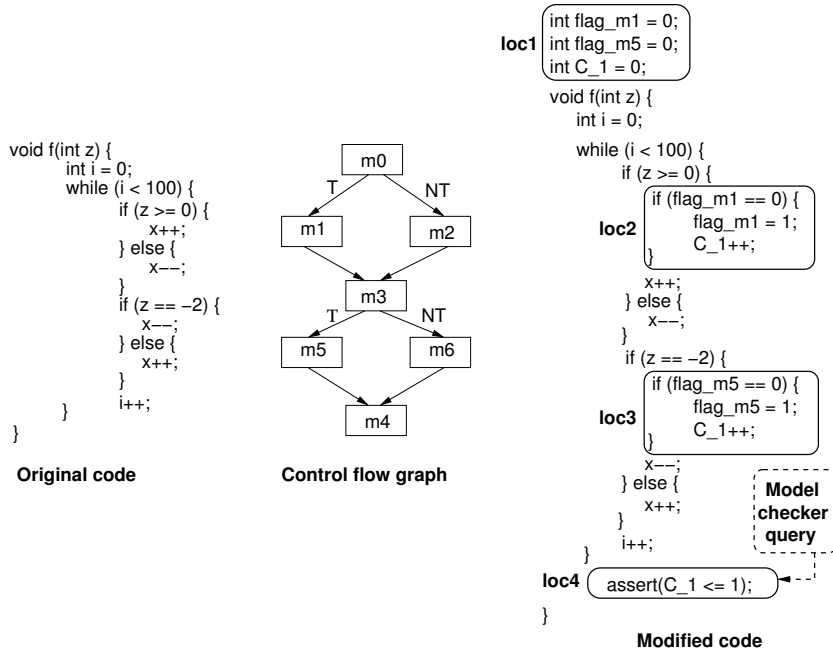 void f(int z) {
int i = 0;
while (i < 100) {
if (z >= 0) {
x++;
} else {
x−−;
}
if (z == −2) {
x−−;
} else {
x++;
}
i++;
}
}
Original code
m0
T
NT
m1
m2
m3
T
NT
m5
m6
m4
Control flow graph
loc1
int flag_m1 = 0;
int flag_m5 = 0;
int C_1 = 0;
void f(int z) {
int i = 0;
while (i < 100) {
if (z >= 0) {
loc2
if (flag_m1 == 0) {
flag_m1 = 1;
C_1++;
}
x++;
} else {
x−−;
}
if (z == −2) {
loc3
if (flag_m5 == 0) {
flag_m5 = 1;
C_1++;
}
x−−;
} else {
x++;
}
i++;
}
Model
checker
query
loc4
assert(C_1 <= 1);
}
Modified code